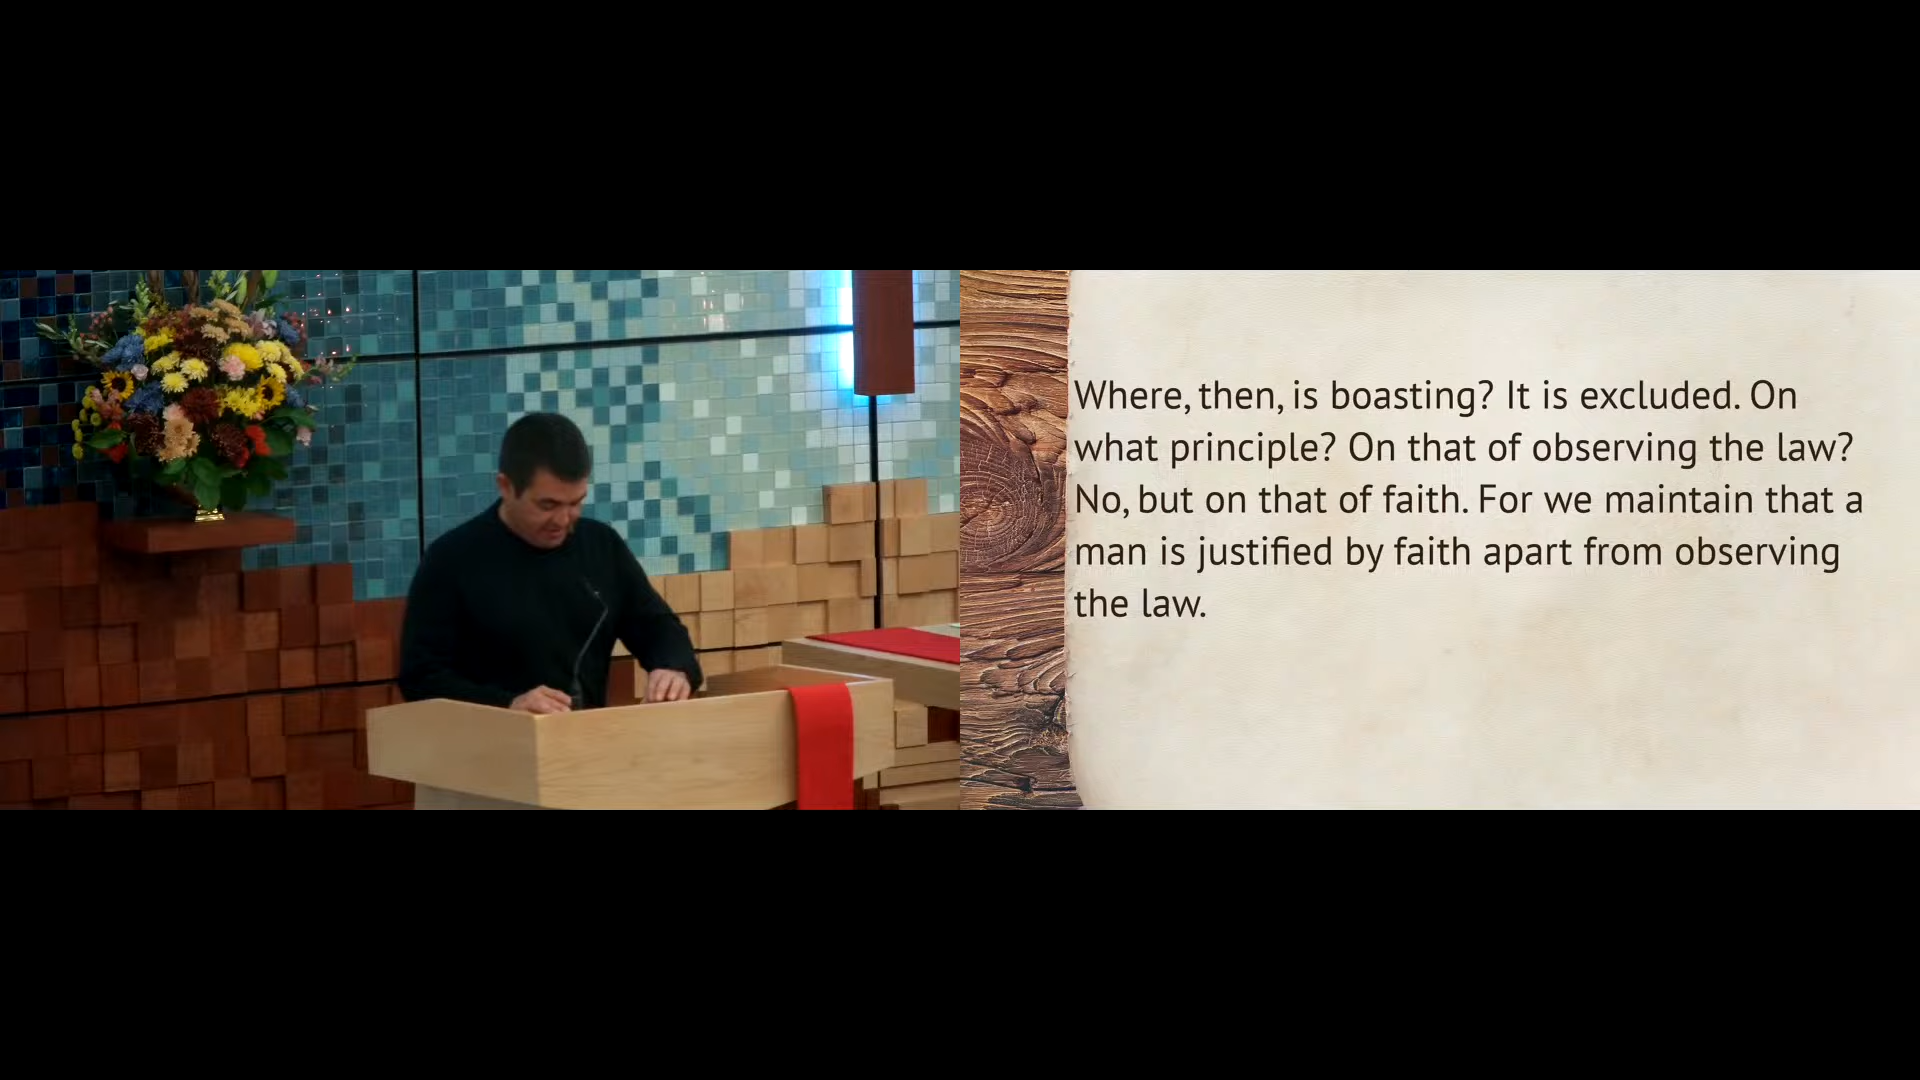 Where, then, is boasting? It is excluded. On
what principle? On that of observing the law?
No, but on that of faith. For we maintain that a
man is justified by faith apart from observing
the law.